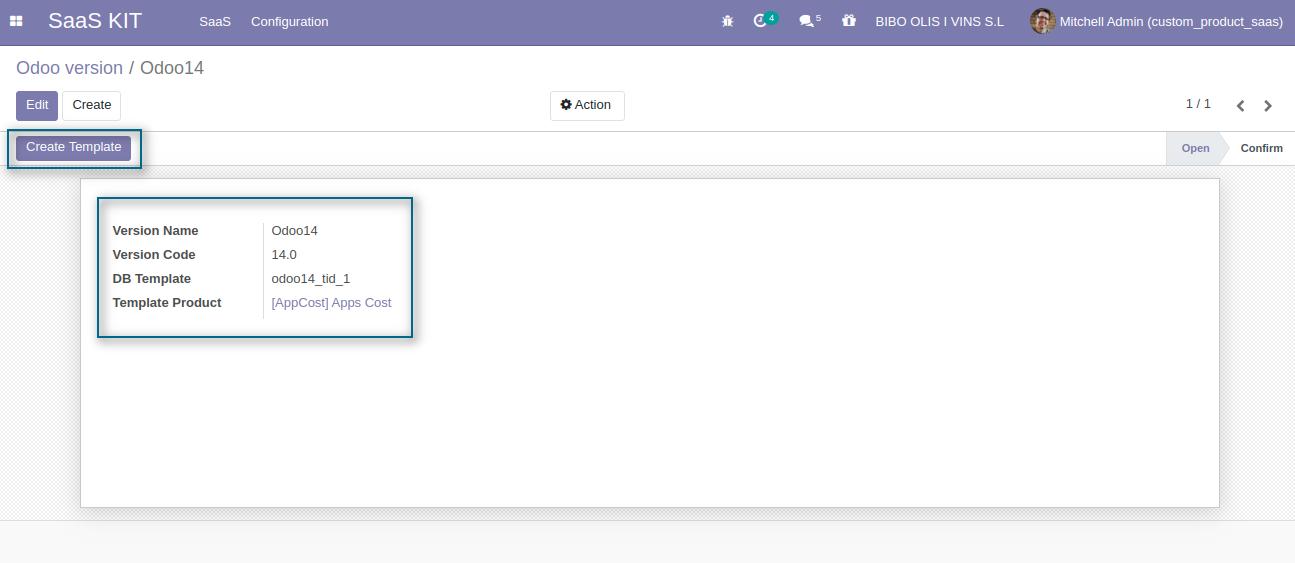 SaaS KIT SaaS Configuration 4 5 BIBO OLIS I VINS S.L Mitchell Admin (custom_product_saas)
Odoo version / Odoo14
Edit Create Action 1 / 1
Create Template Open Confirm
Version Name Odoo14
Version Code 14.0
DB Template odoo14_tid_1
Template Product [AppCost] Apps Cost